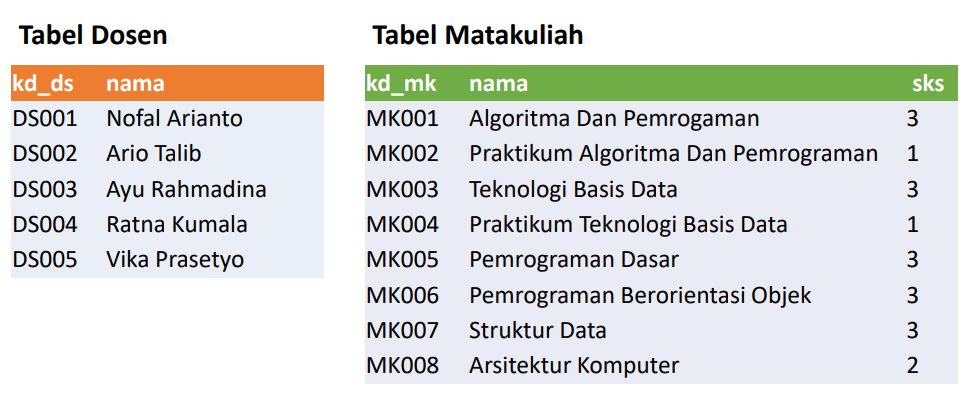 Tabel Dosen
kd_ds nama
DS001 Nofal Arianto
DS002 Ario Talib
DS003 Ayu Rahmadina
DS004 Ratna Kumala
DS005 Vika Prasetyo
Tabel Matakuliah
kd_mk nama sks
MK001 Algoritma Dan Pemrogaman 3
MK002 Praktikum Algoritma Dan Pemrograman 1
MK003 Teknologi Basis Data 3
MK004 Praktikum Teknologi Basis Data 1
MK005 Pemrograman Dasar 3
MK006 Pemrograman Berorientasi Objek 3
MK007 Struktur Data 3
MK008 Arsitektur Komputer 2